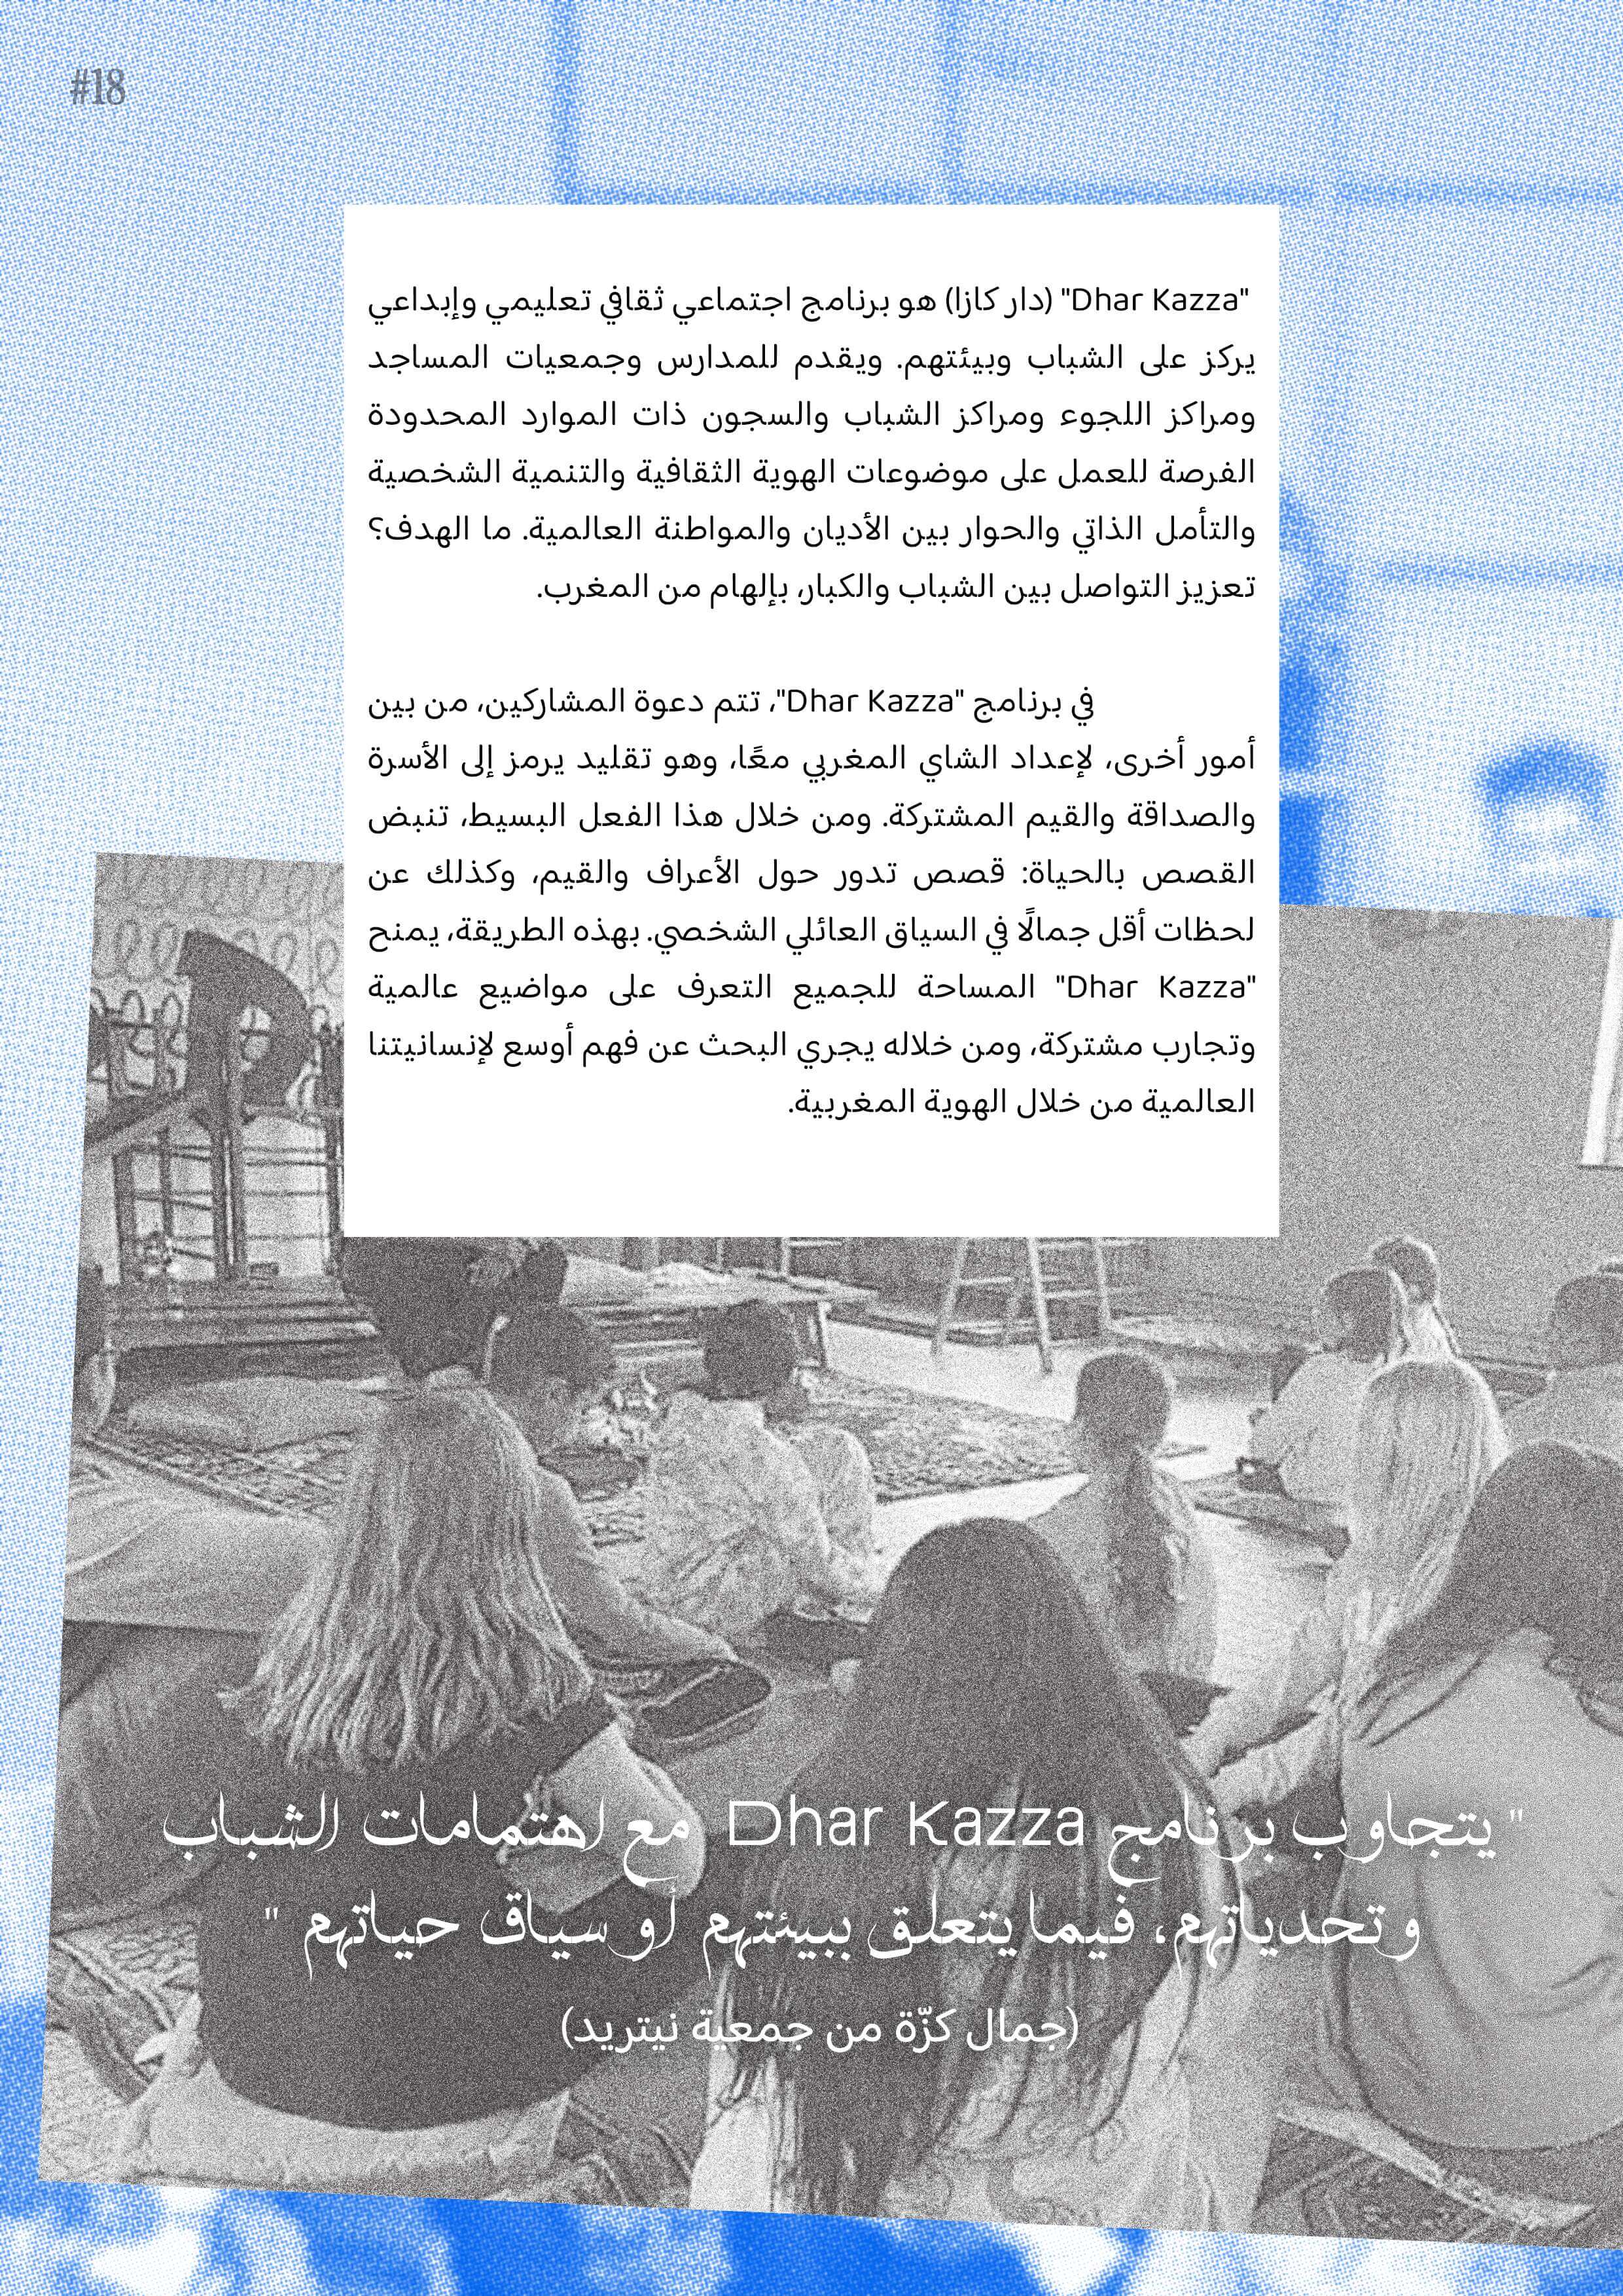 #18
"Dhar Kazza" (دار كازا) هو برنامج اجتماعي ثقافي تعليمي وإبداعي
يركز على الشباب وبيئتهم. ويقدم للمدارس وجمعيات المساجد
ومراكز اللجوء ومراكز الشباب والسجون ذات الموارد المحدودة
الفرصة للعمل على موضوعات الهوية الثقافية والتنمية الشخصية
والتأمل الذاتي والحوار بين الأديان والمواطنة العالمية. ما الهدف؟
تعزيز التواصل بين الشباب والكبار، بإلهام من المغرب.
في برنامج "Dhar Kazza"، تتم دعوة المشاركين، من بين
أمور أخرى، لإعداد الشاي المغربي معًا، وهو تقليد يرمز إلى الأسرة
والصداقة والقيم المشتركة. ومن خلال هذا الفعل البسيط، تنبض
القصص بالحياة: قصص تدور حول الأعراف والقيم، وكذلك عن
لحظات أقل جمالًا في السياق العائلي الشخصي. بهذه الطريقة، يمنح
"Dhar Kazza" المساحة للجميع التعرف على مواضيع عالمية
وتجارب مشتركة، ومن خلاله يجري البحث عن فهم أوسع لإنسانيتنا
العالمية من خلال الهوية المغربية.
" يتجاوب برنامج Dhar Kazza مع اهتمامات الشباب
وتحدياتهم، فيما يتعلق ببيئتهم أو سياق حياتهم "
(جمال كزّة من جمعية نيتريد)